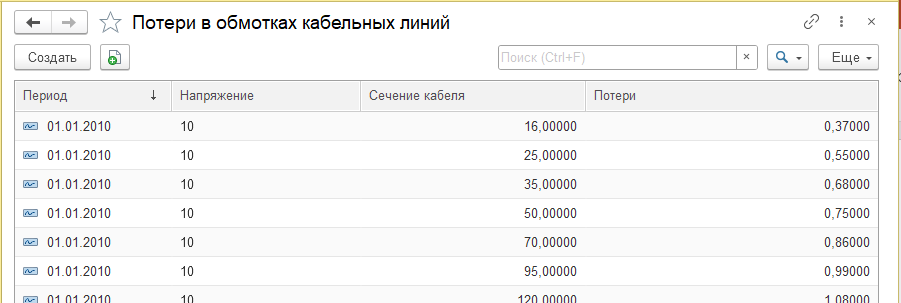 Потери в обмотках кабельных линий
Создать Поиск (Ctrl+F) × Еще
Период ↓ Напряжение Сечение кабеля Потери
01.01.2010 10 16,00000 0,37000
01.01.2010 10 25,00000 0,55000
01.01.2010 10 35,00000 0,68000
01.01.2010 10 50,00000 0,75000
01.01.2010 10 70,00000 0,86000
01.01.2010 10 95,00000 0,99000
01.01.2010 10 120,00000 1,08000